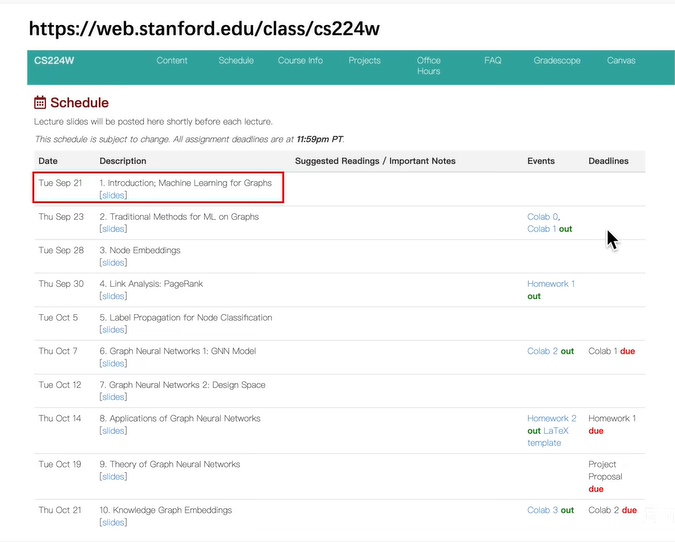 https://web.stanford.edu/class/cs224w
CS224W Content Schedule Course Info Projects Office Hours FAQ Gradescope Canvas
Schedule
Lecture slides will be posted here shortly before each lecture.
This schedule is subject to change. All assignment deadlines are at 11:59pm PT.
Date Description Suggested Readings / Important Notes Events Deadlines
Tue Sep 21 1. Introduction; Machine Learning for Graphs
[slides]
Thu Sep 23 2. Traditional Methods for ML on Graphs Colab 0,
[slides] Colab 1 out
Tue Sep 28 3. Node Embeddings
[slides]
Thu Sep 30 4. Link Analysis: PageRank Homework 1
[slides] out
Tue Oct 5 5. Label Propagation for Node Classification
[slides]
Thu Oct 7 6. Graph Neural Networks 1: GNN Model Colab 2 out Colab 1 due
[slides]
Tue Oct 12 7. Graph Neural Networks 2: Design Space
[slides]
Thu Oct 14 8. Applications of Graph Neural Networks Homework 2 Homework 1
[slides] out LaTeX due
template
Tue Oct 19 9. Theory of Graph Neural Networks Project
[slides] Proposal
due
Thu Oct 21 10. Knowledge Graph Embeddings Colab 3 out Colab 2 due
[slides]